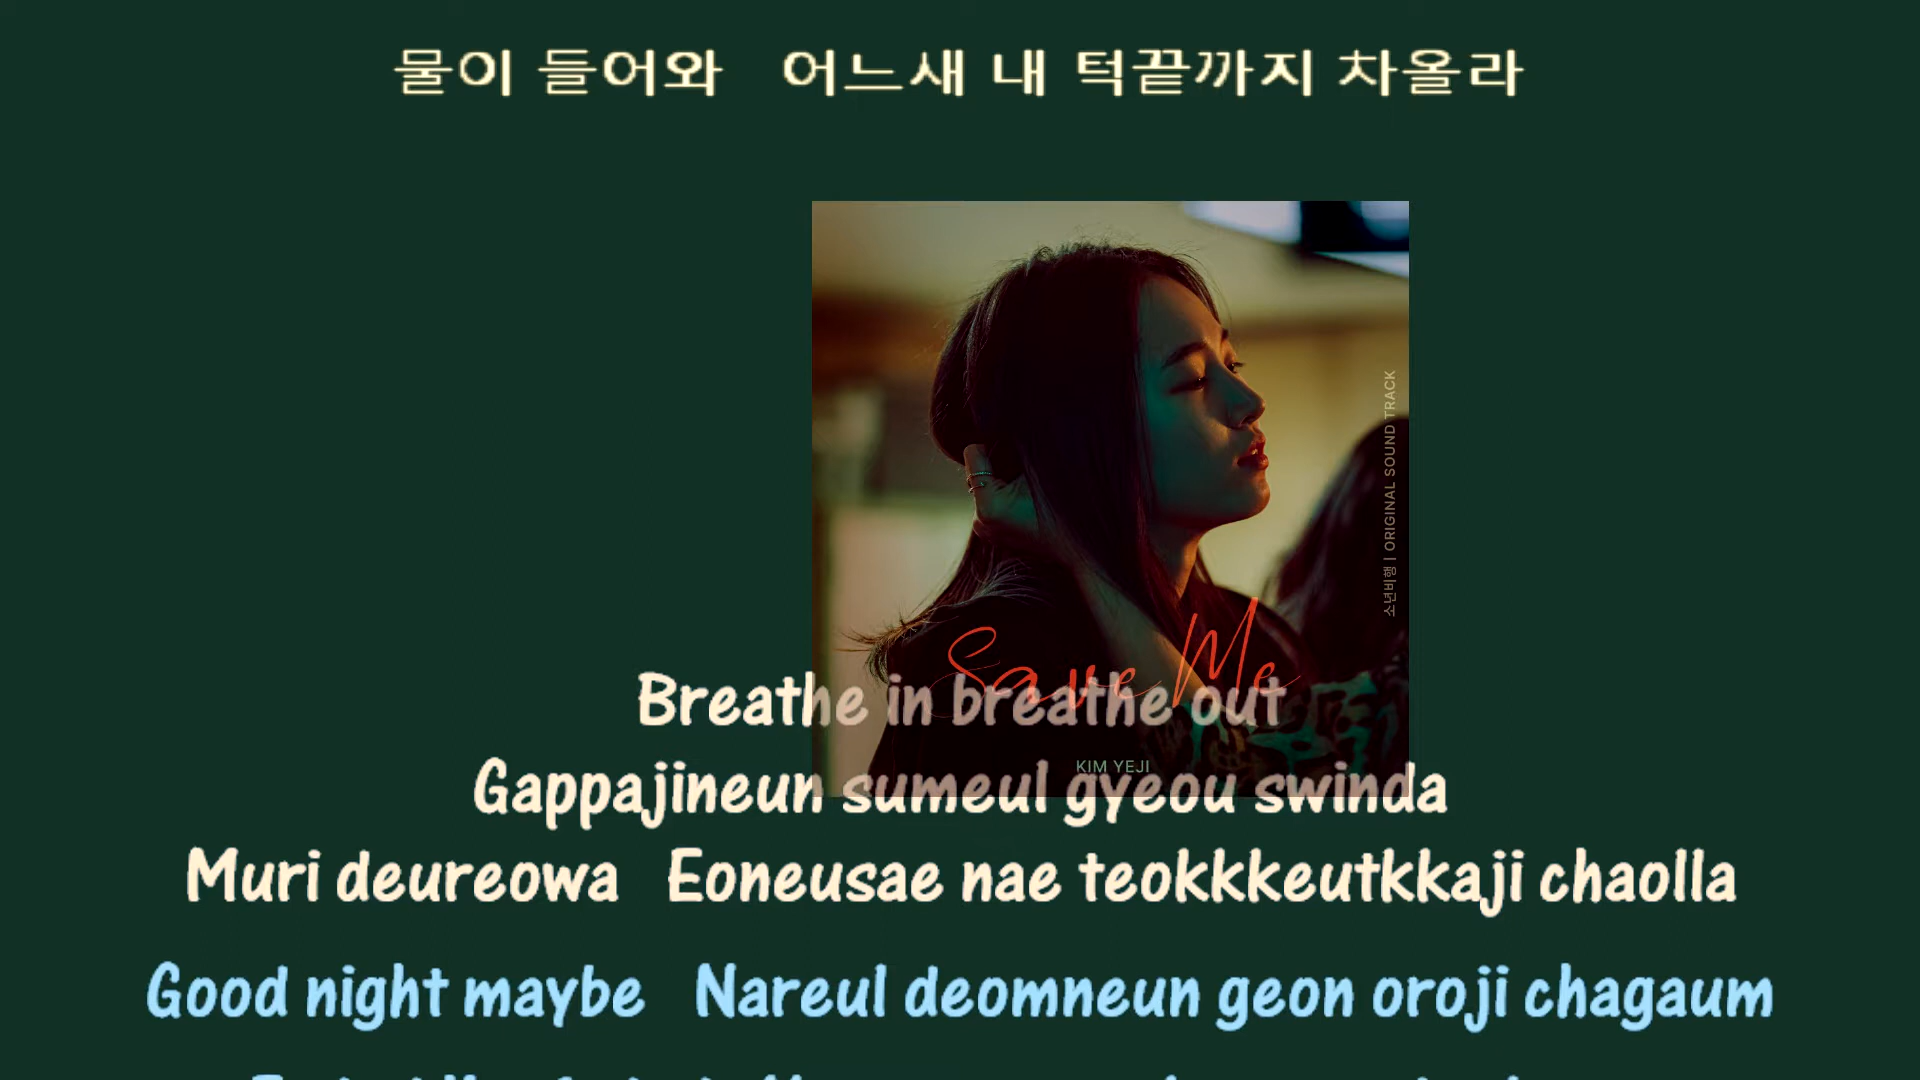 물이 들어와 어느새 내 턱끝까지 차올라
소년비행 | ORIGINAL SOUND TRACK
Save Me
Breathe in breathe out
KIM YEJI
Gappajineun sumeul gyeou swinda
Muri deureowa Eoneusae nae teokkkeutkkaji chaolla
Good night maybe Nareul deomneun geon oroji chagaum